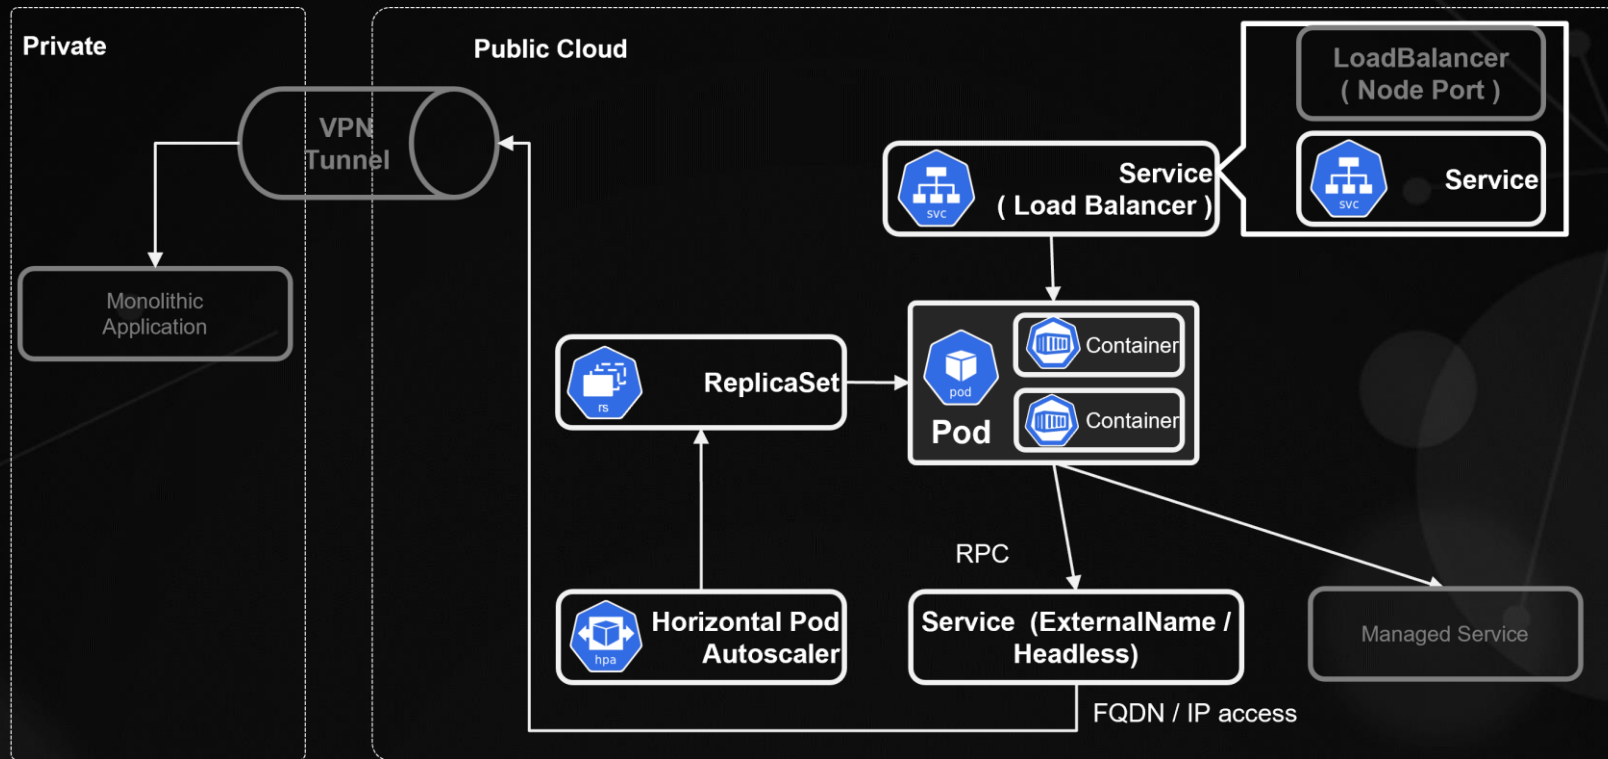 Private
Public Cloud
LoadBalancer
( Node Port )
VPN
Tunnel
Service
( Load Balancer )
svc
Service
svc
Monolithic
Application
ReplicaSet
rs
Pod
pod
Container
Container
RPC
Horizontal Pod
Autoscaler
hpa
Service (ExternalName /
Headless)
Managed Service
FQDN / IP access